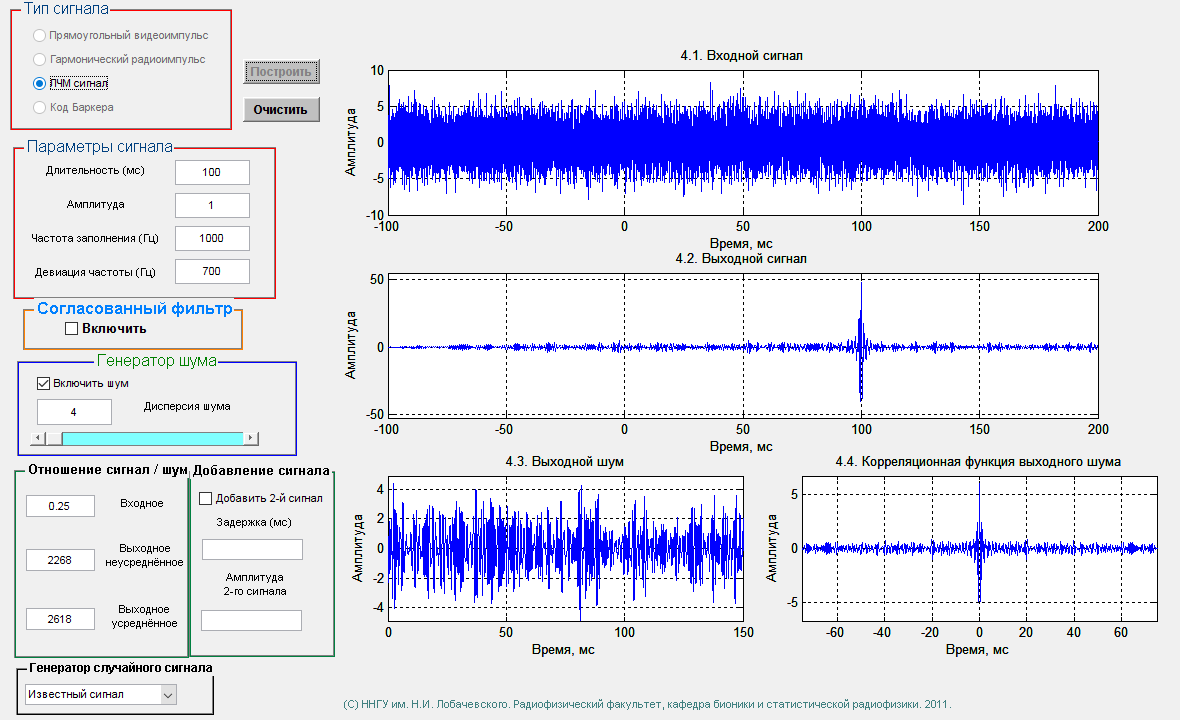 Тип сигнала
Прямоугольный видеоимпульс
Гармонический радиоимпульс
ЛЧМ сигнал
Код Баркера
Построить
Очистить
Параметры сигнала
Длительность (мс)
100
Амплитуда
1
Частота заполнения (Гц)
1000
Девиация частоты (Гц)
700
Согласованный фильтр
Включить
Генератор шума
Включить шум
4
Дисперсия шума
Отношение сигнал / шум
0.25
Входное
2268
Выходное
неусреднённое
2618
Выходное
усреднённое
Добавление сигнала
Добавить 2-й сигнал
Задержка (мс)
Амплитуда
2-го сигнала
Генератор случайного сигнала
Известный сигнал
4.1. Входной сигнал
Амплитуда
10
5
0
-5
-10
-100 -50 0 50 100 150 200
Время, мс
4.2. Выходной сигнал
Амплитуда
50
0
-50
-100 -50 0 50 100 150 200
Время, мс
4.3. Выходной шум
Амплитуда
4
2
0
-2
-4
0 50 100 150
Время, мс
4.4. Корреляционная функция выходного шума
Амплитуда
5
0
-5
-60 -40 -20 0 20 40 60
Время, мс
(С) ННГУ им. Н.И. Лобачевского. Радиофизический факультет, кафедра бионики и статистической радиофизики. 2011.